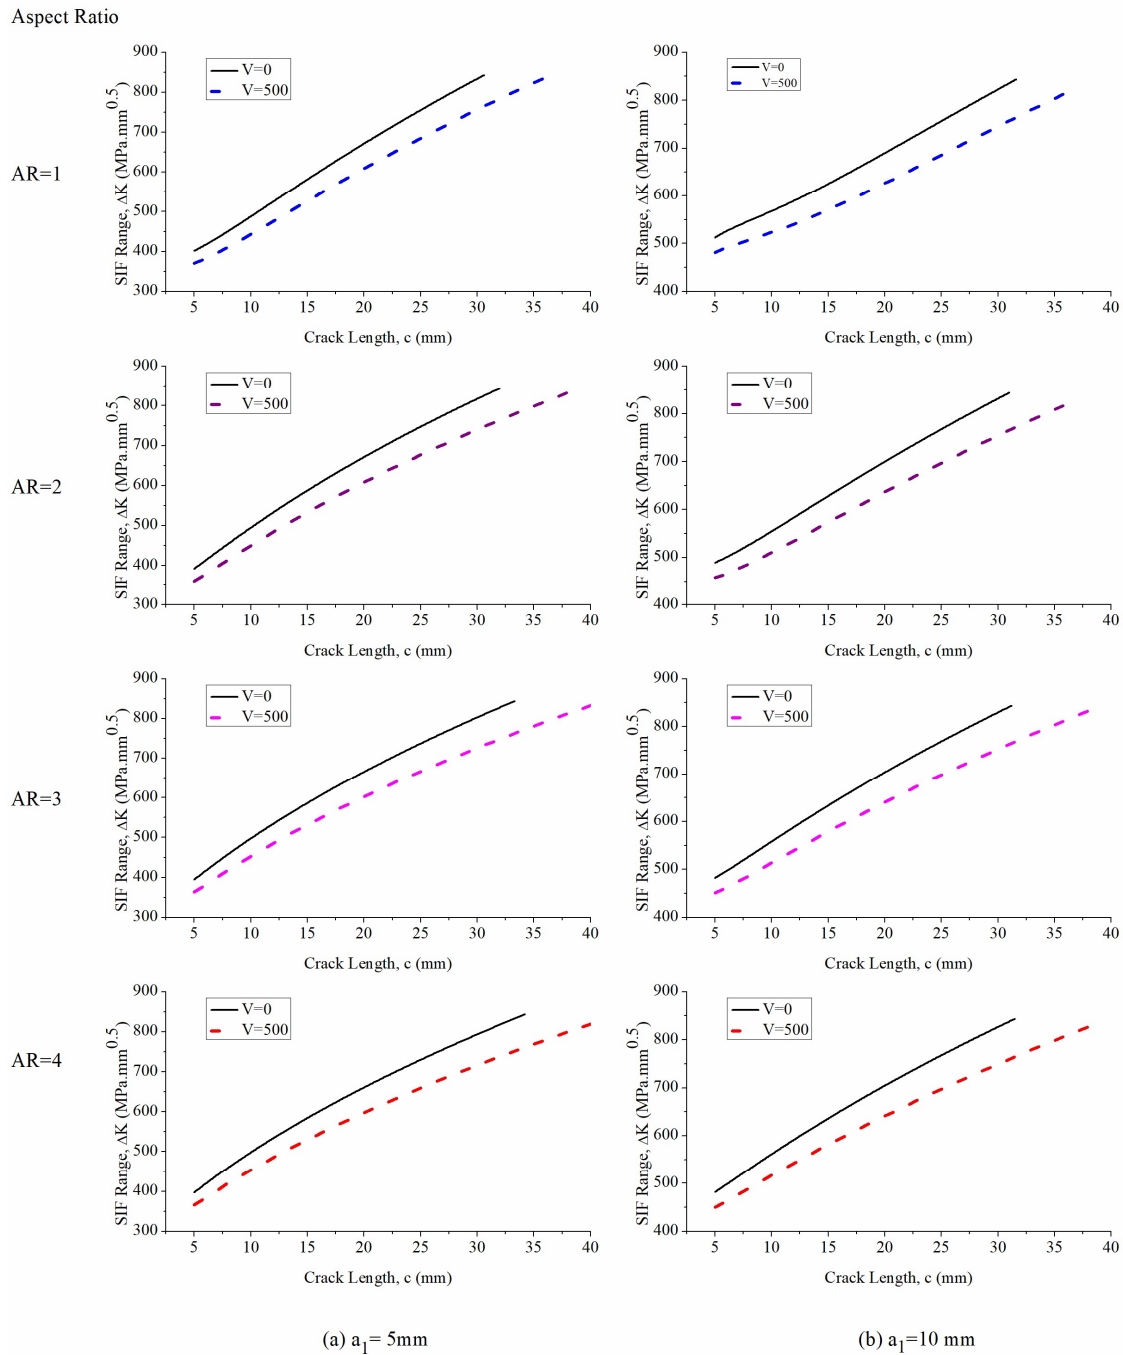 Aspect Ratio
AR=1
SIF Range, ΔK (MPa.mm^0.5)
900
800
700
600
500
400
300
V=0
V=500
5 10 15 20 25 30 35 40
Crack Length, c (mm)
SIF Range, ΔK (MPa.mm^0.5)
900
800
700
600
500
400
V=0
V=500
5 10 15 20 25 30 35 40
Crack Length, c (mm)
AR=2
SIF Range, ΔK (MPa.mm^0.5)
900
800
700
600
500
400
300
V=0
V=500
5 10 15 20 25 30 35 40
Crack Length, c (mm)
SIF Range, ΔK (MPa.mm^0.5)
900
800
700
600
500
400
V=0
V=500
5 10 15 20 25 30 35 40
Crack Length, c (mm)
AR=3
SIF Range, ΔK (MPa.mm^0.5)
900
800
700
600
500
400
300
V=0
V=500
5 10 15 20 25 30 35 40
Crack Length, c (mm)
SIF Range, ΔK (MPa.mm^0.5)
900
800
700
600
500
400
V=0
V=500
5 10 15 20 25 30 35 40
Crack Length, c (mm)
AR=4
SIF Range, ΔK (MPa.mm^0.5)
900
800
700
600
500
400
300
V=0
V=500
5 10 15 20 25 30 35 40
Crack Length, c (mm)
SIF Range, ΔK (MPa.mm^0.5)
900
800
700
600
500
400
V=0
V=500
5 10 15 20 25 30 35 40
Crack Length, c (mm)
(a) a₁= 5mm
(b) a₁=10 mm